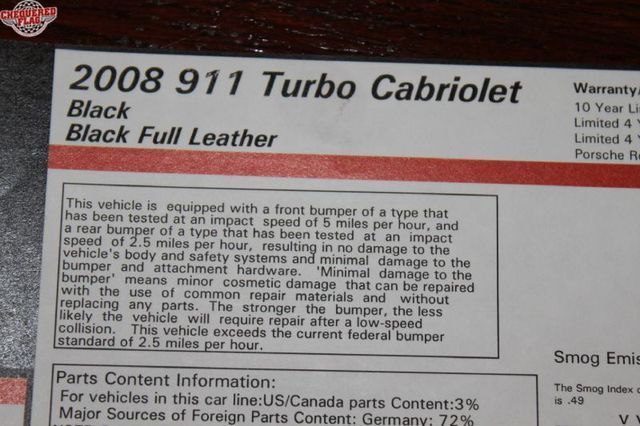 CHEQUERED
FLAG
2008 911 Turbo Cabriolet
Black
Black Full Leather
Warranty/
10 Year Li
Limited 4 Y
Limited 4 Y
Porsche Ro
This vehicle is equipped with a front bumper of a type that
has been tested at an impact speed of 5 miles per hour, and
a rear bumper of a type that has been tested at an impact
speed of 2.5 miles per hour, resulting in no damage to the
vehicle's body and safety systems and minimal damage to the
bumper and attachment hardware. 'Minimal damage to the
bumper' means minor cosmetic damage that can be repaired
with the use of common repair materials and without
replacing any parts. The stronger the bumper, the less
likely the vehicle will require repair after a low-speed
collision. This vehicle exceeds the current federal bumper
standard of 2.5 miles per hour.
Smog Emis
The Smog Index o
is .49
Parts Content Information:
For vehicles in this car line:US/Canada parts Content:3%
Major Sources of Foreign Parts Content: Germany: 72%